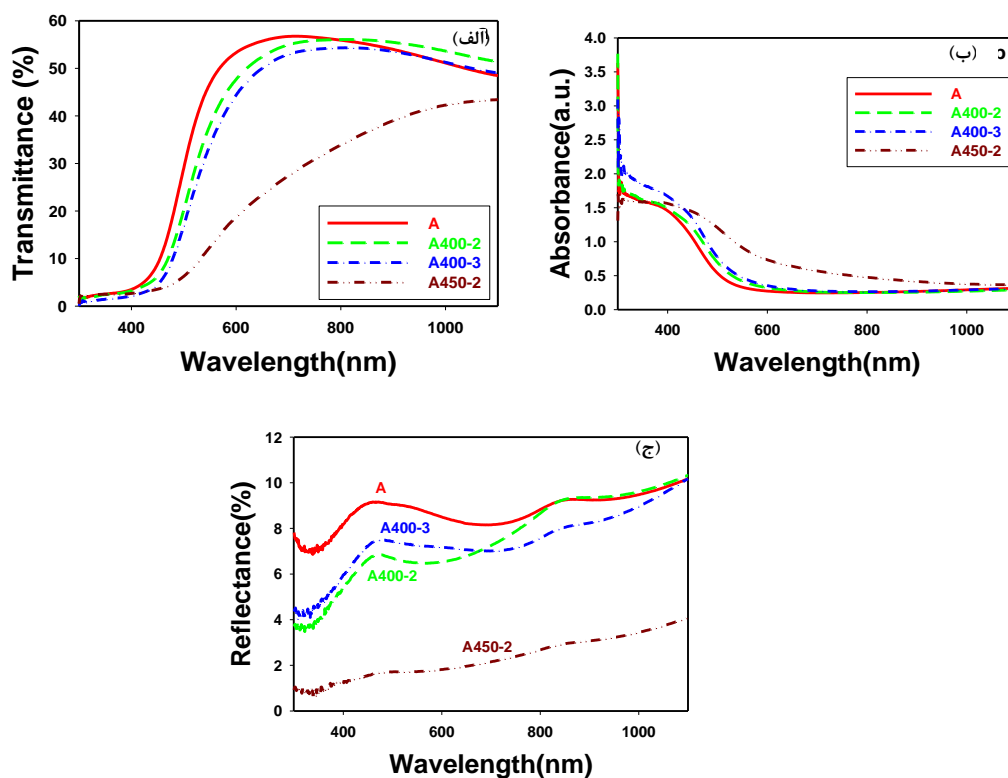 (آلف)
60
50
40
30
20
10
0
Transmittance (%)
A
A400-2
A400-3
A450-2
400 600 800 1000
Wavelength(nm)
(ب)
4.0
3.5
3.0
2.5
2.0
1.5
1.0
0.5
0.0
Absorbance(a.u.)
A
A400-2
A400-3
A450-2
400 600 800 1000
Wavelength(nm)
(ج)
12
10
8
6
4
2
0
Reflectance(%)
A
A400-3
A400-2
A450-2
400 600 800 1000
Wavelength(nm)